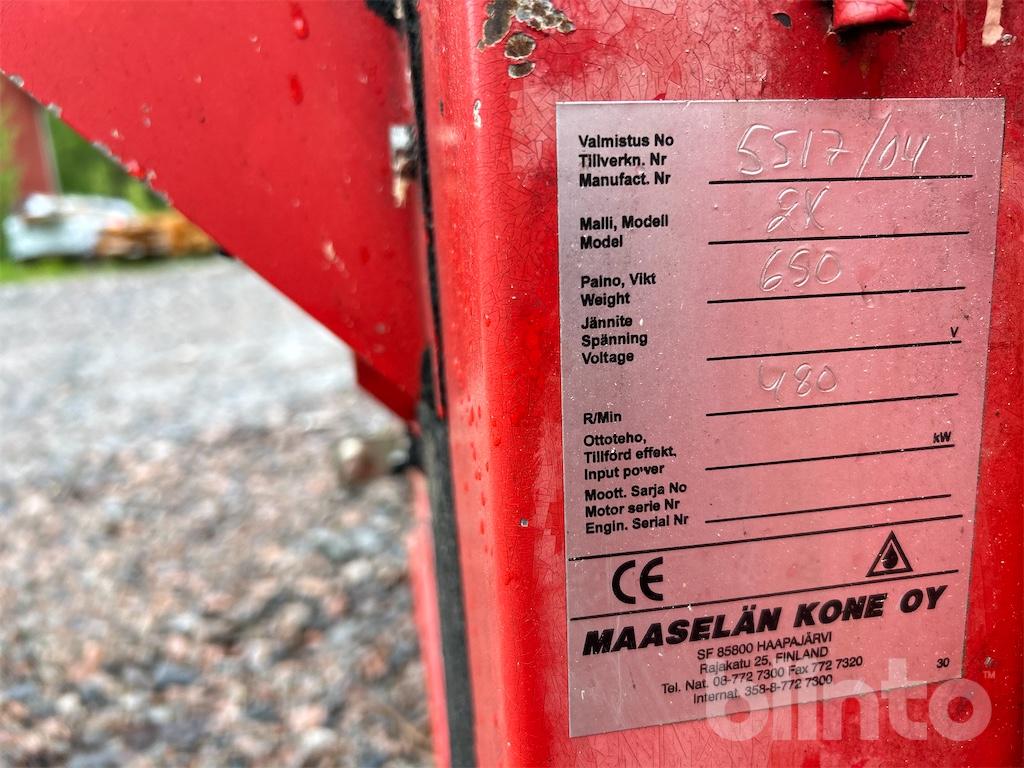 Valmistus No
Tillverkn. Nr
Manufact. Nr
5517/04
Malli, Modell
Model
2K
Paino, Vikt
Weight
650
Jännite
Spänning
Voltage
V
R/Min
480
Ottoteho,
Tillförd effekt,
Input power
kW
Moott. Sarja No
Motor serie Nr
Engin. Serial Nr
CE
MAASELÄN KONE OY
SF 85800 HAAPAJÄRVI
Rajakatu 25, FINLAND
Tel. Nat. 08-772 7300 Fax 772 7320
Internat. 358-8-772 7300
30
blinto™